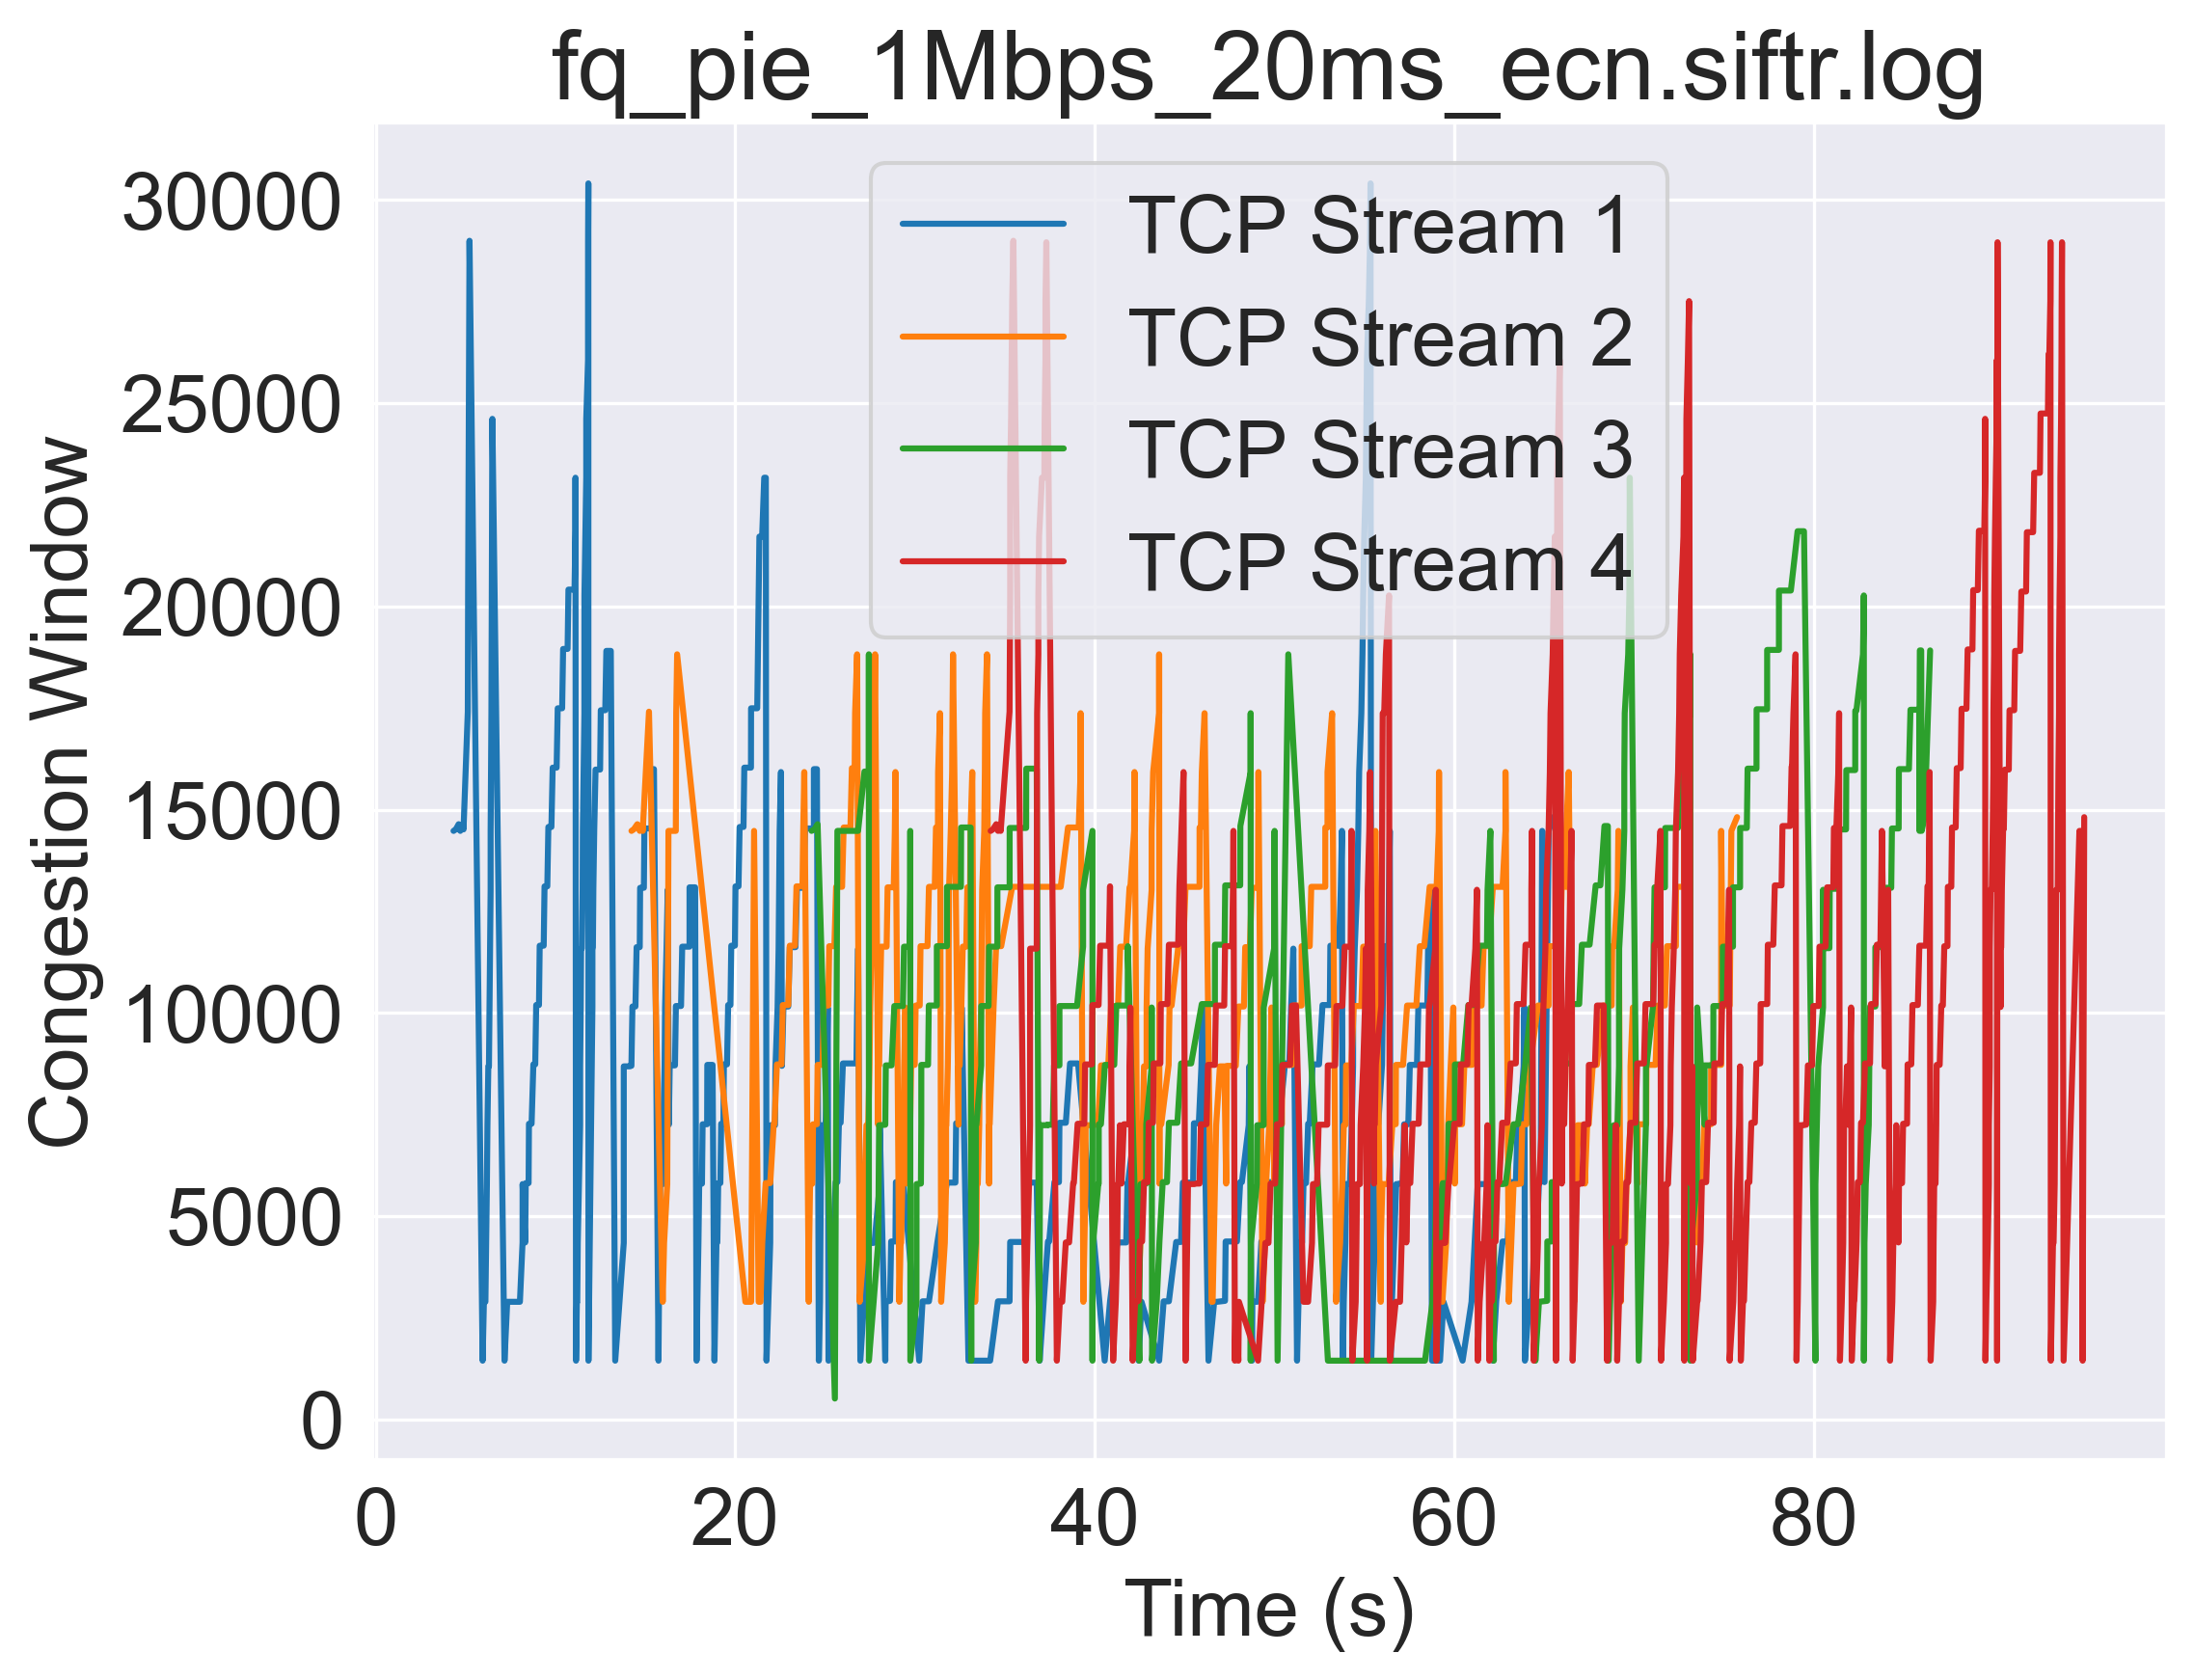 fq_pie_1Mbps_20ms_ecn.siftr.log
30000
25000
20000
15000
10000
5000
0
Congestion Window
TCP Stream 1
TCP Stream 2
TCP Stream 3
TCP Stream 4
0 20 40 60 80
Time (s)